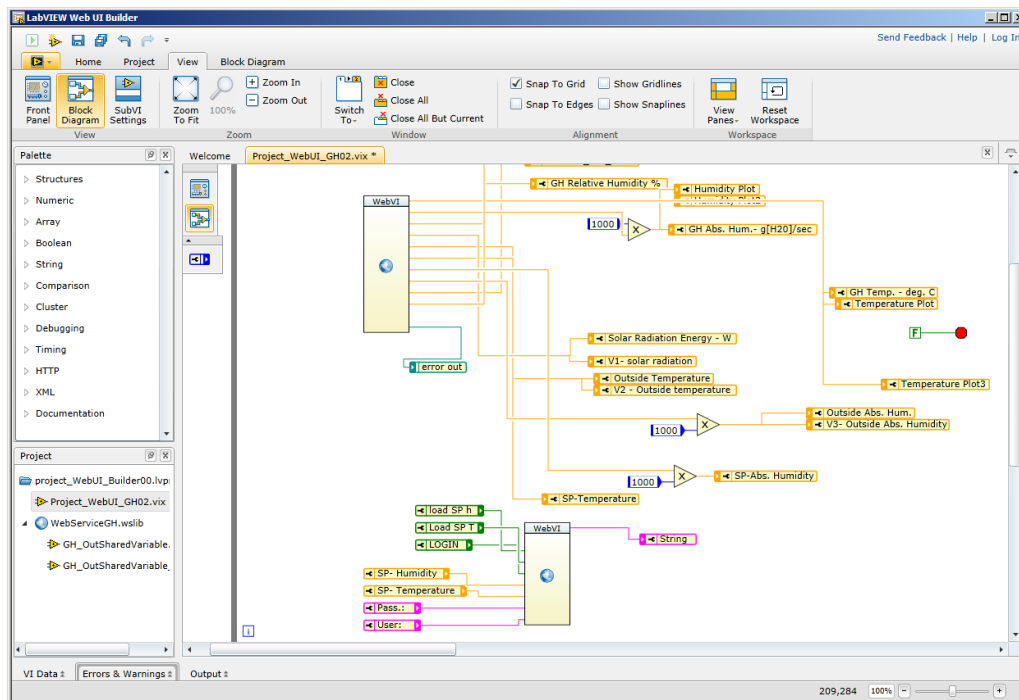 LabVIEW Web UI Builder
Send Feedback | Help | Log In
Home Project View Block Diagram
Front Panel
Block Diagram
SubVI Settings
View
Zoom To Fit
100%
Zoom In
Zoom Out
Zoom
Switch To-
Close
Close All
Close All But Current
Window
Snap To Grid Show Gridlines
Snap To Edges Show Snaplines
Alignment
View Panes-
Reset Workspace
Workspace
Palette
Structures
Numeric
Array
Boolean
String
Comparison
Cluster
Debugging
Timing
HTTP
XML
Documentation
Project
project_WebUI_Builder00.lvpr
Project_WebUI_GH02.vix
WebServiceGH.wslib
GH_OutSharedVariable.
GH_OutSharedVariable_
Welcome Project_WebUI_GH02.vix *
GH Relative Humidity %
Humidity Plot
WebVI
1000
X
GH Abs. Hum.- g[H20]/sec
GH Temp. - deg. C
Temperature Plot
F
Solar Radiation Energy - W
V1- solar radiation
error out
Outside Temperature
V2 - Outside temperature
Temperature Plot3
Outside Abs. Hum.
V3- Outside Abs. Humidity
1000
X
1000
X
SP-Abs. Humidity
SP-Temperature
load SP h
Load SP T
LOGIN
WebVI
String
SP- Humidity
SP- Temperature
Pass.:
User:
i
VI Data Errors & Warnings Output
209,284 100%